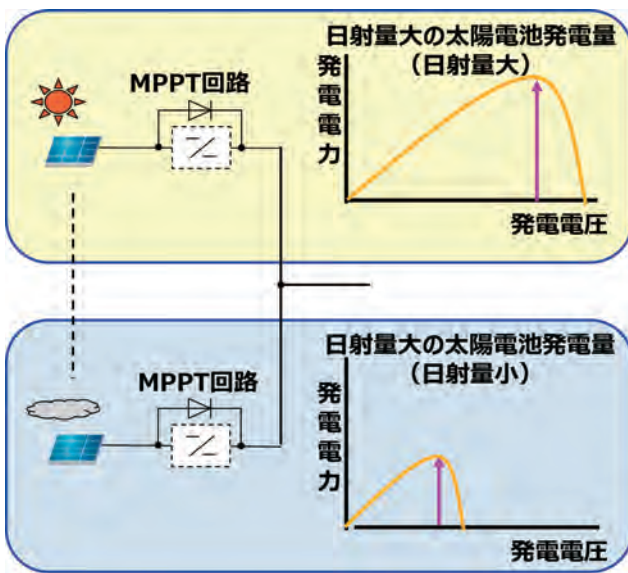 日射量大の太陽電池発電量
(日射量大)
MPPT回路
発電電力
発電電圧
日射量大の太陽電池発電量
(日射量小)
MPPT回路
発電電力
発電電圧